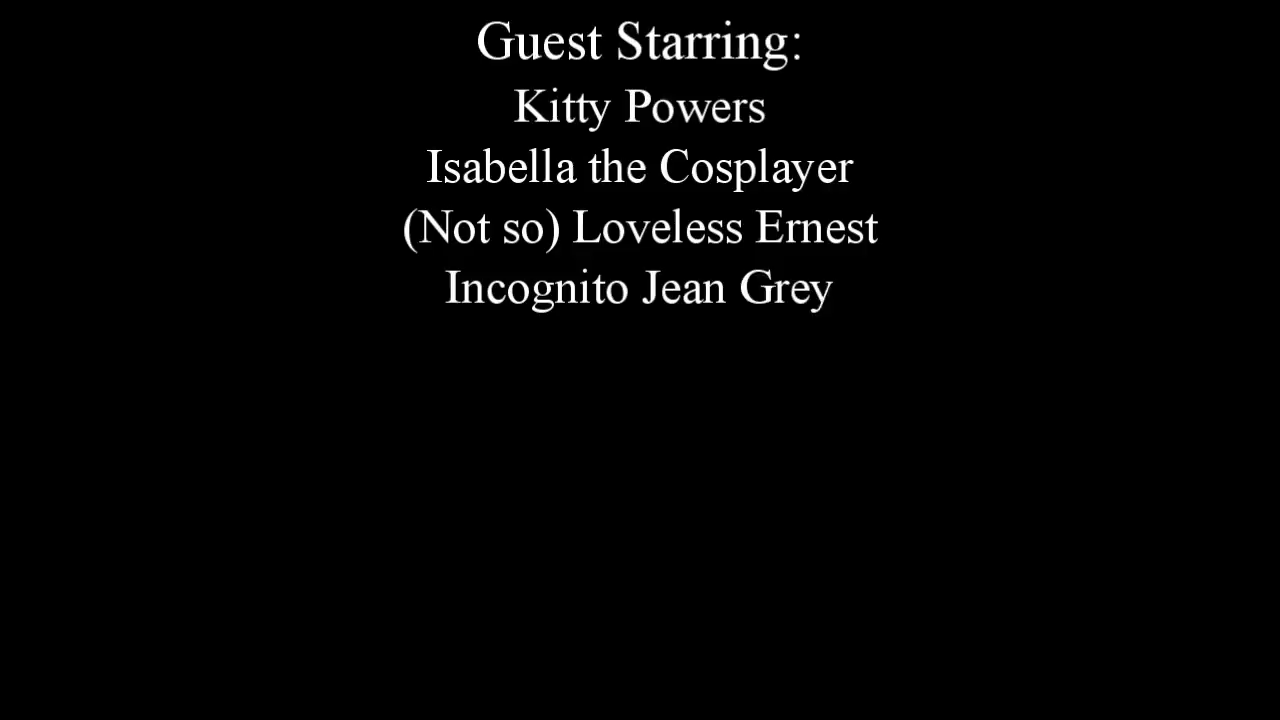 Guest Starring:
Kitty Powers
Isabella the Cosplayer
(Not so) Loveless Ernest
Incognito Jean Grey